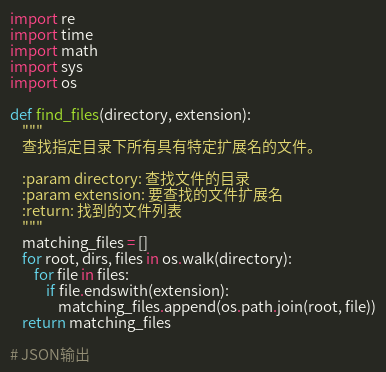 import re
import time
import math
import sys
import os

def find_files(directory, extension):
    """
    查找指定目录下所有具有特定扩展名的文件。

    :param directory: 查找文件的目录
    :param extension: 要查找的文件扩展名
    :return: 找到的文件列表
    """
    matching_files = []
    for root, dirs, files in os.walk(directory):
        for file in files:
            if file.endswith(extension):
                matching_files.append(os.path.join(root, file))
    return matching_files

# JSON输出